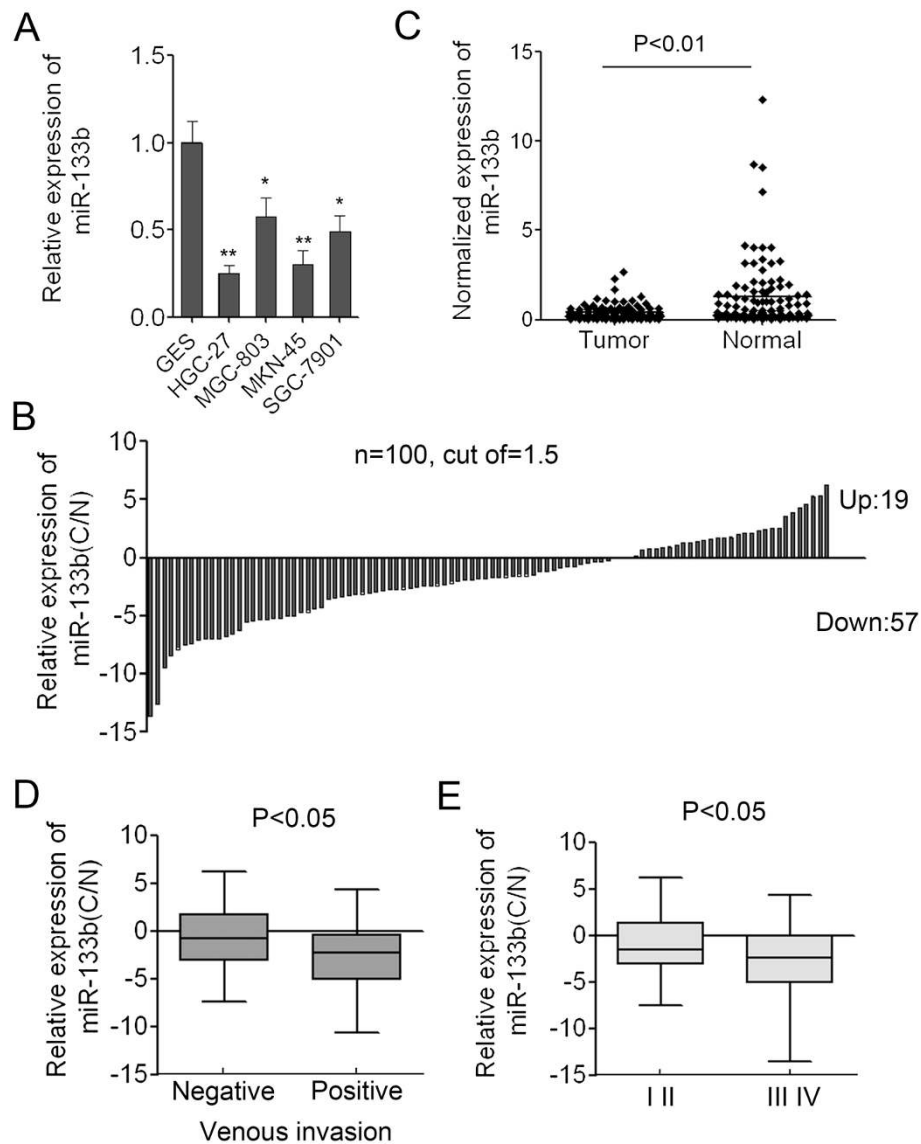 A
Relative expression of
miR-133b
1.5
1.0
0.5
0.0
**
*
**
*
GES
HGC-27
MGC-803
MKN-45
SGC-7901
C
P<0.01
Normalized expression of
miR-133b
15
10
5
0
Tumor
Normal
B
Relative expression of
miR-133b(C/N)
10
5
0
-5
-10
-15
n=100, cut of=1.5
Up:19
Down:57
D
P<0.05
Relative expression of
miR-133b(C/N)
10
5
0
-5
-10
-15
Negative
Positive
Venous invasion
E
P<0.05
Relative expression of
miR-133b(C/N)
10
5
0
-5
-10
-15
I II
III IV